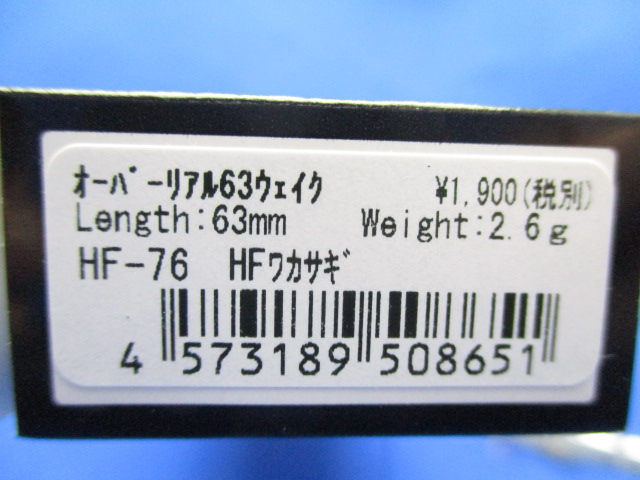 ｵｰﾊﾞｰﾘｱﾙ63ｳｪｲｸ ¥1,900(税別)
Length:63mm Weight:2.6g
HF-76 HFﾜｶｻｷﾞ
4 573189 508651